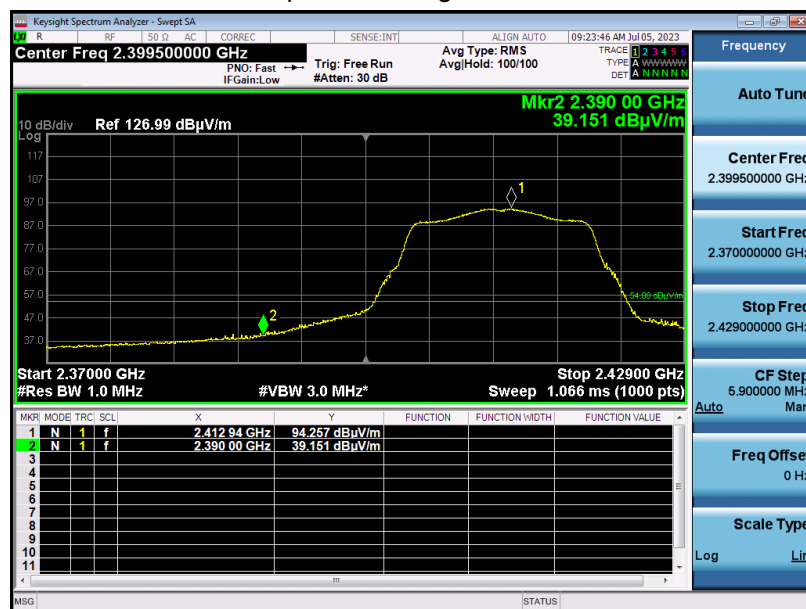 Keysight Spectrum Analyzer - Swept SA
LXI R RF 50 Ω AC CORREC SENSE:INT ALIGN AUTO 09:23:46 AM Jul 05, 2023
Center Freq 2.399500000 GHz
PNO: Fast
IFGain:Low
Trig: Free Run
#Atten: 30 dB
Avg Type: RMS
Avg|Hold: 100/100
TRACE 1 2 3 4 5 6
TYPE A WWWWW
DET A N N N N N
Mkr2 2.390 00 GHz
39.151 dBµV/m
10 dB/div Ref 126.99 dBµV/m
Log
117
107
97.0
87.0
77.0
67.0
57.0
47.0
37.0
1
2
54.00 dBµV/m
Start 2.37000 GHz Stop 2.42900 GHz
#Res BW 1.0 MHz #VBW 3.0 MHz* Sweep 1.066 ms (1000 pts)
MKR MODE TRC SCL X Y FUNCTION FUNCTION WIDTH FUNCTION VALUE
1 N 1 f 2.412 94 GHz 94.257 dBµV/m
2 N 1 f 2.390 00 GHz 39.151 dBµV/m
3
4
5
6
7
8
9
10
11
MSG STATUS
Frequency
Auto Tune
Center Freq
2.399500000 GHz
Start Freq
2.370000000 GHz
Stop Freq
2.429000000 GHz
CF Step
5.900000 MHz
Auto Man
Freq Offset
0 Hz
Scale Type
Log Lin